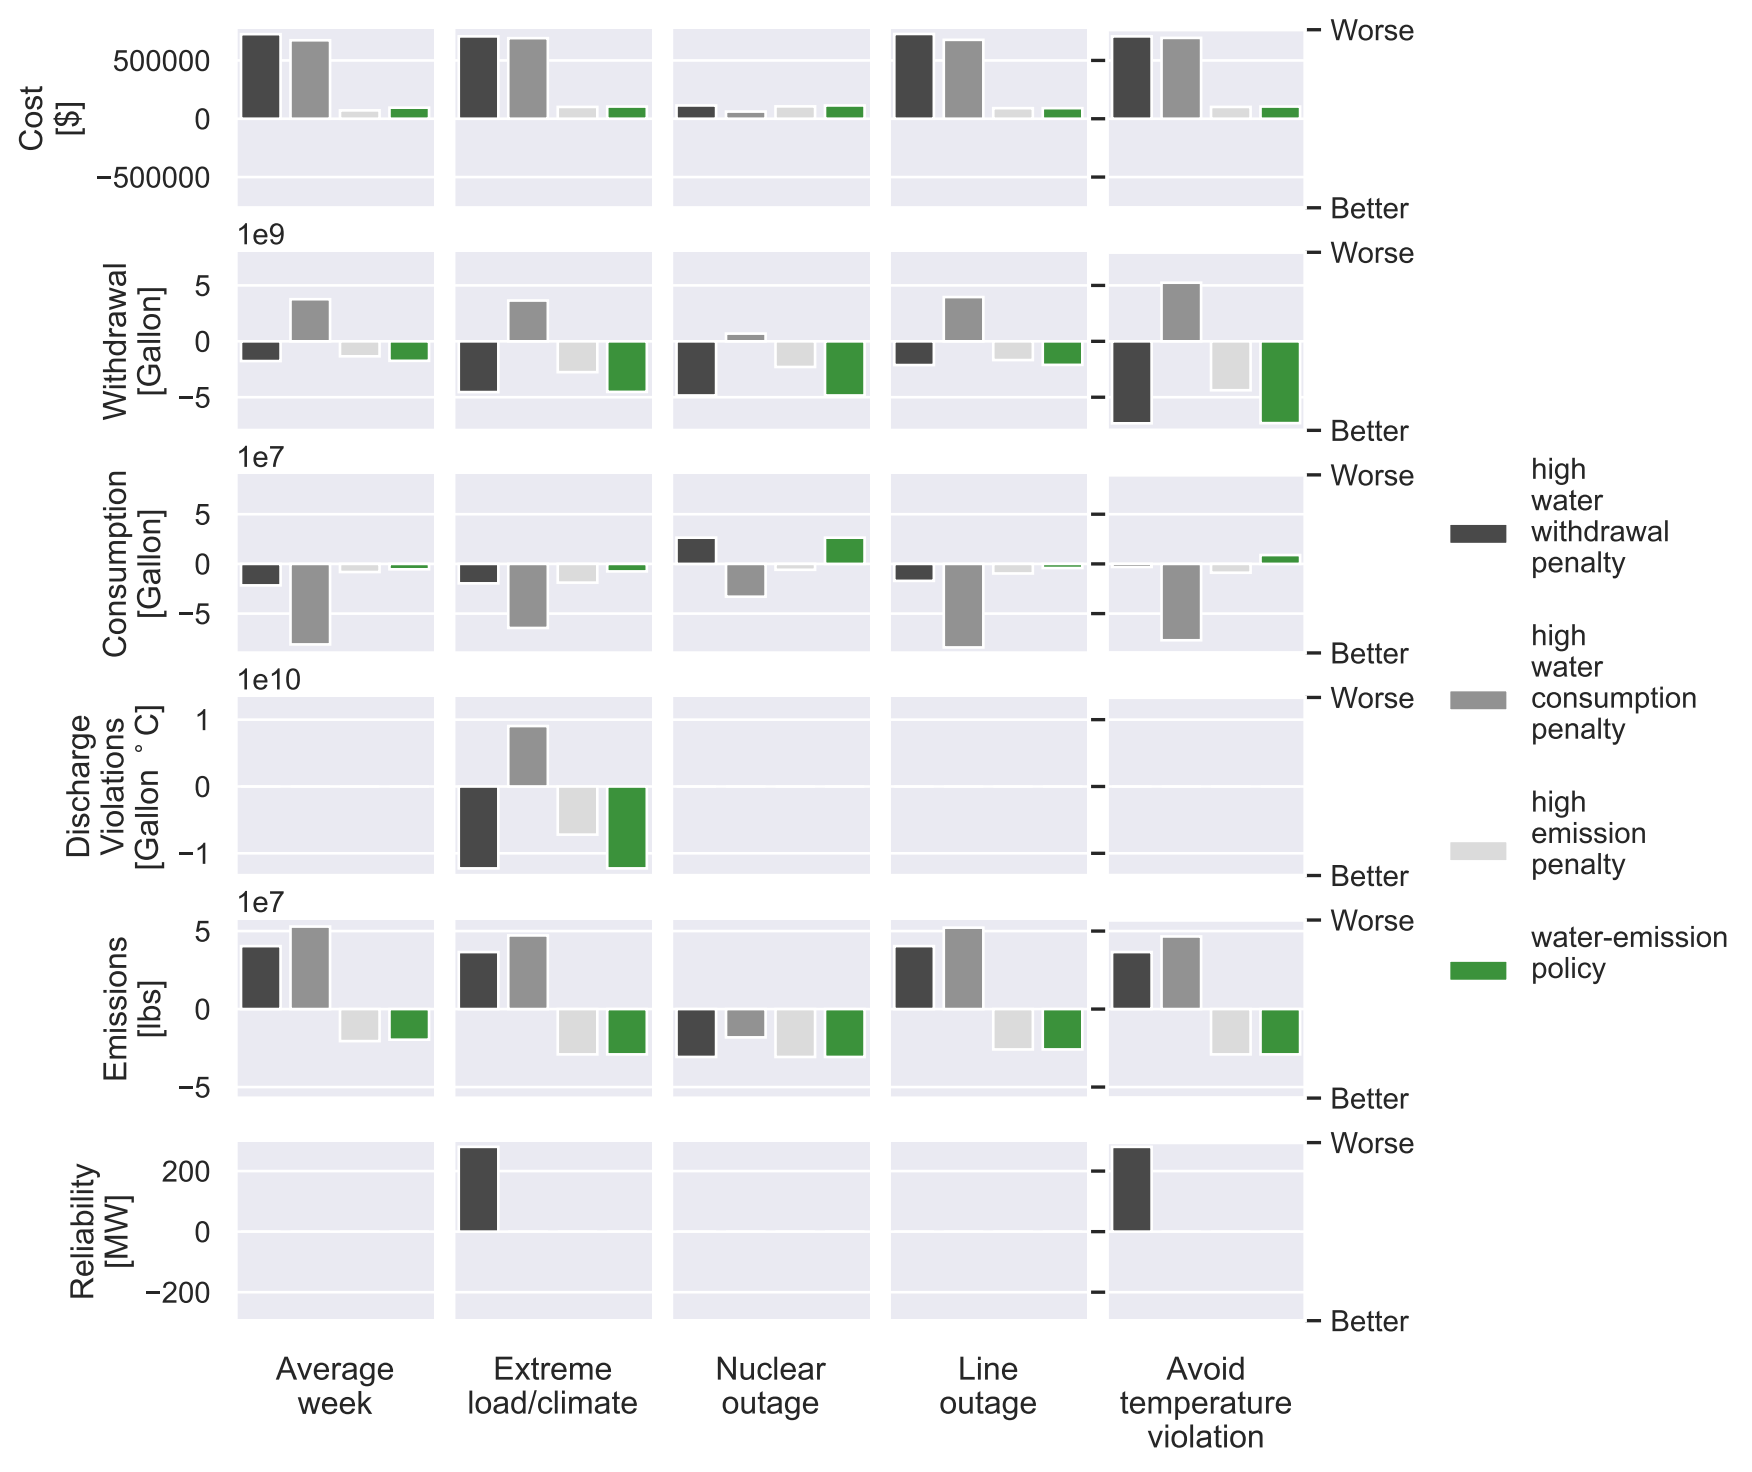 Cost
[$]
500000
0
−500000
Worse
Better
1e9
Withdrawal
[Gallon]
5
0
−5
Worse
Better
1e7
Consumption
[Gallon]
5
0
−5
Worse
Better
1e10
Discharge
Violations
[Gallon °C]
1
0
−1
Worse
Better
1e7
Emissions
[lbs]
5
0
−5
Worse
Better
Reliability
[MW]
200
0
−200
Worse
Better
Average
week
Extreme
load/climate
Nuclear
outage
Line
outage
Avoid
temperature
violation
high
water
withdrawal
penalty
high
water
consumption
penalty
high
emission
penalty
water-emission
policy